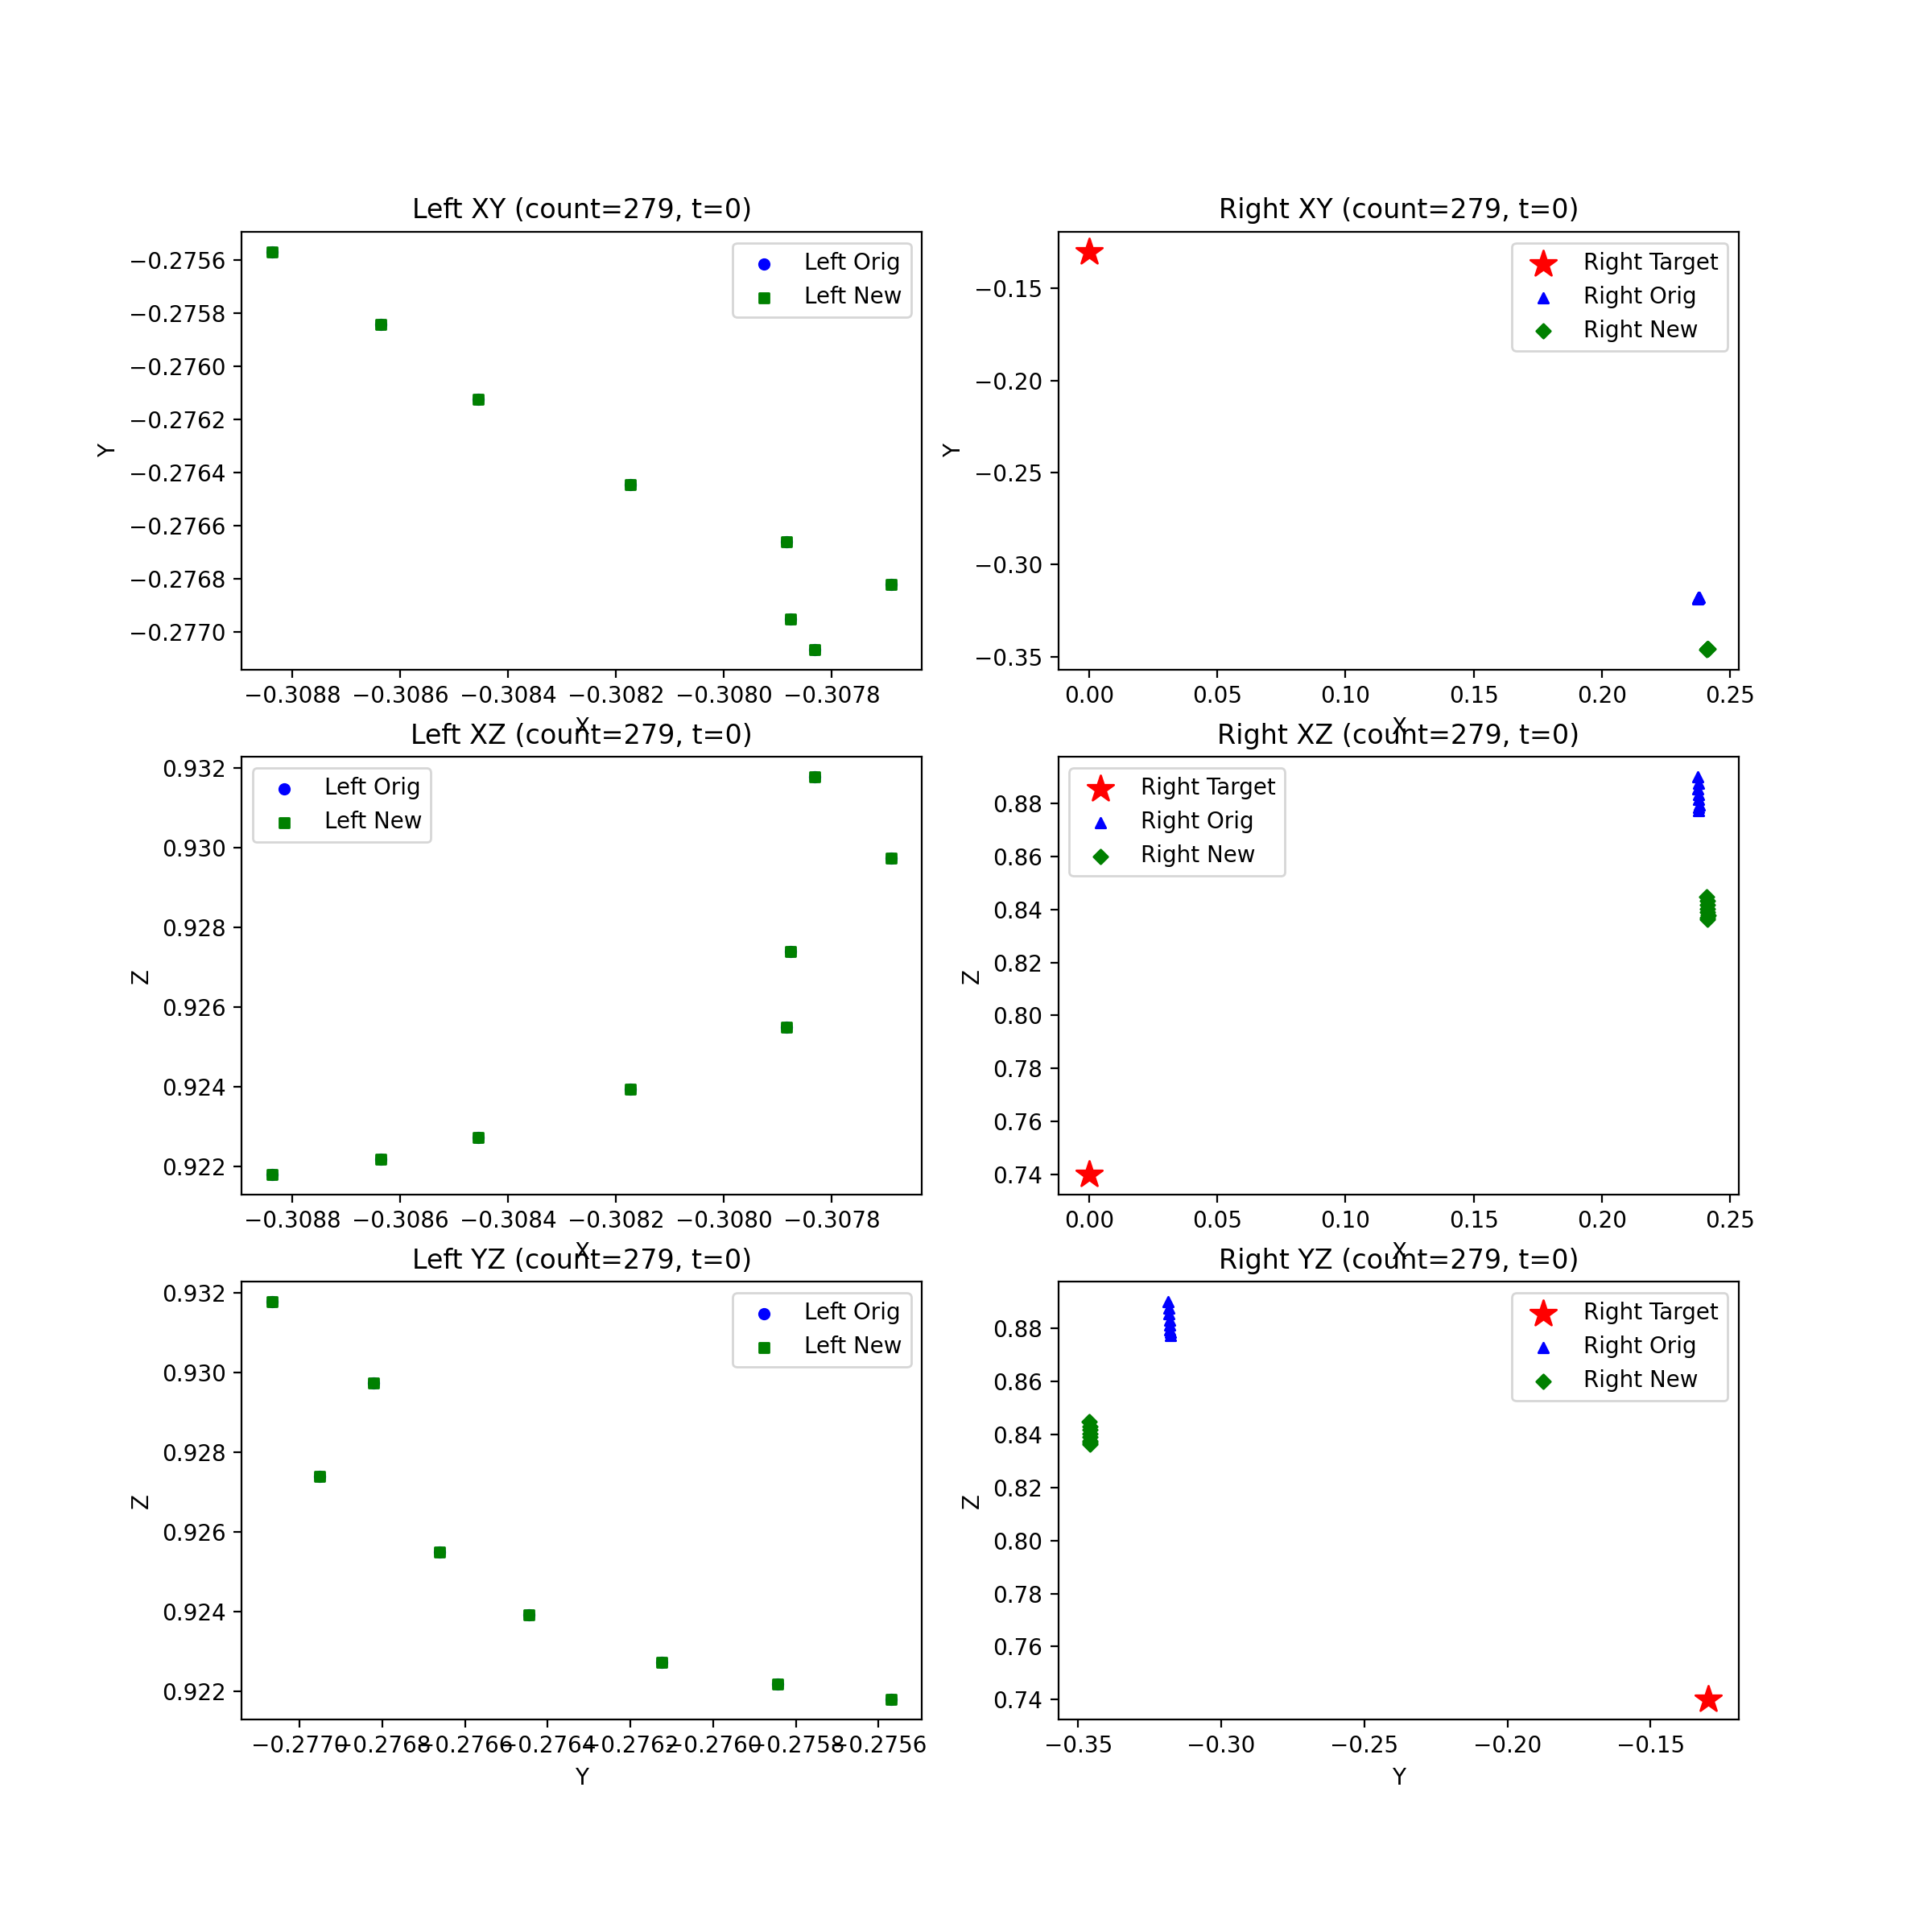 Left XY (count=279, t=0)
Y
−0.2756
−0.2758
−0.2760
−0.2762
−0.2764
−0.2766
−0.2768
−0.2770
Left Orig
Left New
−0.3088 −0.3086 −0.3084 −0.3082 −0.3080 −0.3078
X
Right XY (count=279, t=0)
Y
−0.15
−0.20
−0.25
−0.30
−0.35
Right Target
Right Orig
Right New
0.00 0.05 0.10 0.15 0.20 0.25
X
Left XZ (count=279, t=0)
Z
0.932
0.930
0.928
0.926
0.924
0.922
Left Orig
Left New
−0.3088 −0.3086 −0.3084 −0.3082 −0.3080 −0.3078
X
Right XZ (count=279, t=0)
Z
0.88
0.86
0.84
0.82
0.80
0.78
0.76
0.74
Right Target
Right Orig
Right New
0.00 0.05 0.10 0.15 0.20 0.25
X
Left YZ (count=279, t=0)
Z
0.932
0.930
0.928
0.926
0.924
0.922
Left Orig
Left New
−0.2770 −0.2768 −0.2766 −0.2764 −0.2762 −0.2760 −0.2758 −0.2756
Y
Right YZ (count=279, t=0)
Z
0.88
0.86
0.84
0.82
0.80
0.78
0.76
0.74
Right Target
Right Orig
Right New
−0.35 −0.30 −0.25 −0.20 −0.15
Y